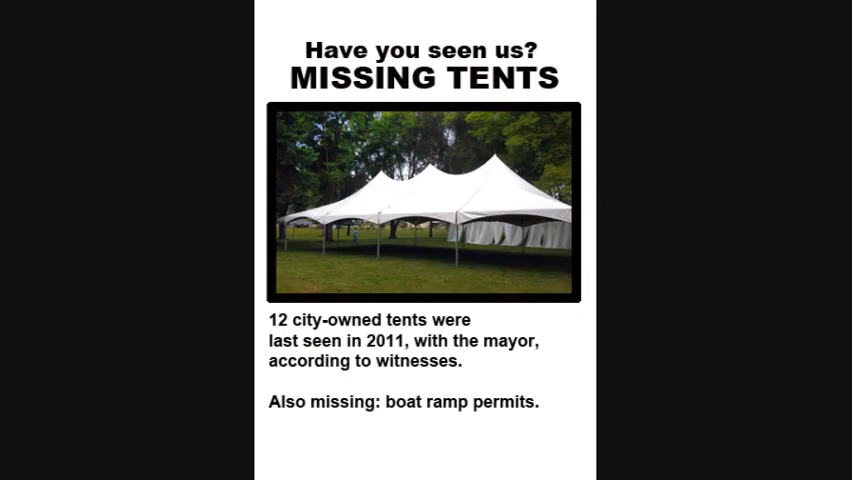 Have you seen us?
MISSING TENTS
12 city-owned tents were
last seen in 2011, with the mayor,
according to witnesses.
Also missing: boat ramp permits.